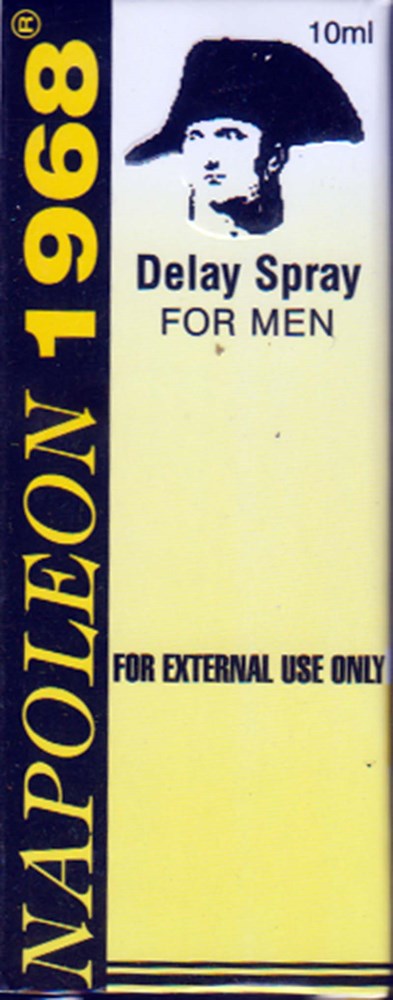 NAPOLEON 1968®
10ml
Delay Spray
FOR MEN
FOR EXTERNAL USE ONLY